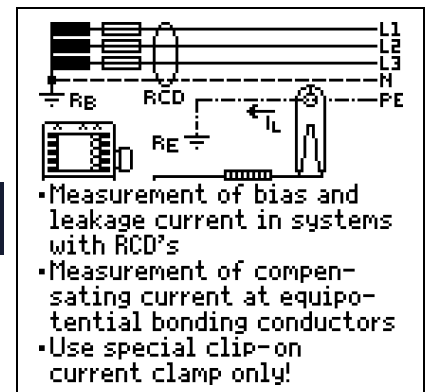 L1
L2
L3
N
RB RCD PE
IL
RE
▪Measurement of bias and
leakage current in systems
with RCD's
▪Measurement of compen-
sating current at equipo-
tential bonding conductors
▪Use special clip-on
current clamp only!